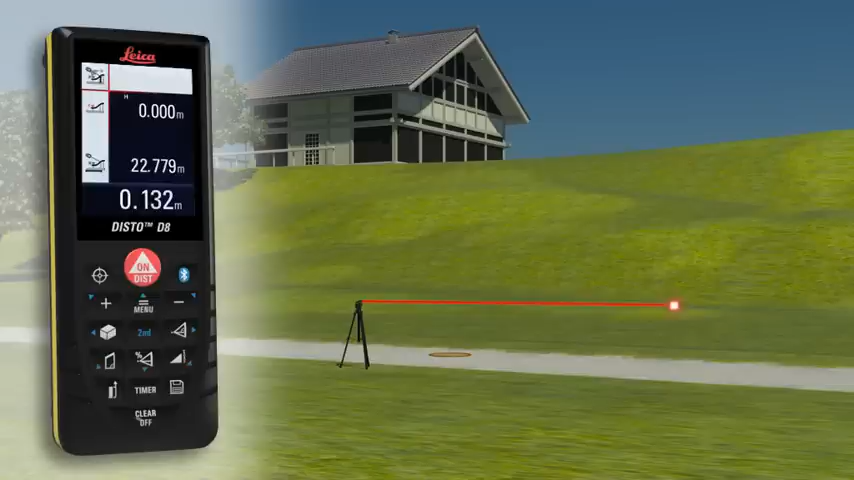 Leica
H
0.000m
22.779m
0.132m
DISTO™ D8
ON
DIST
+
−
MENU
2nd
%
TIMER
CLEAR
OFF